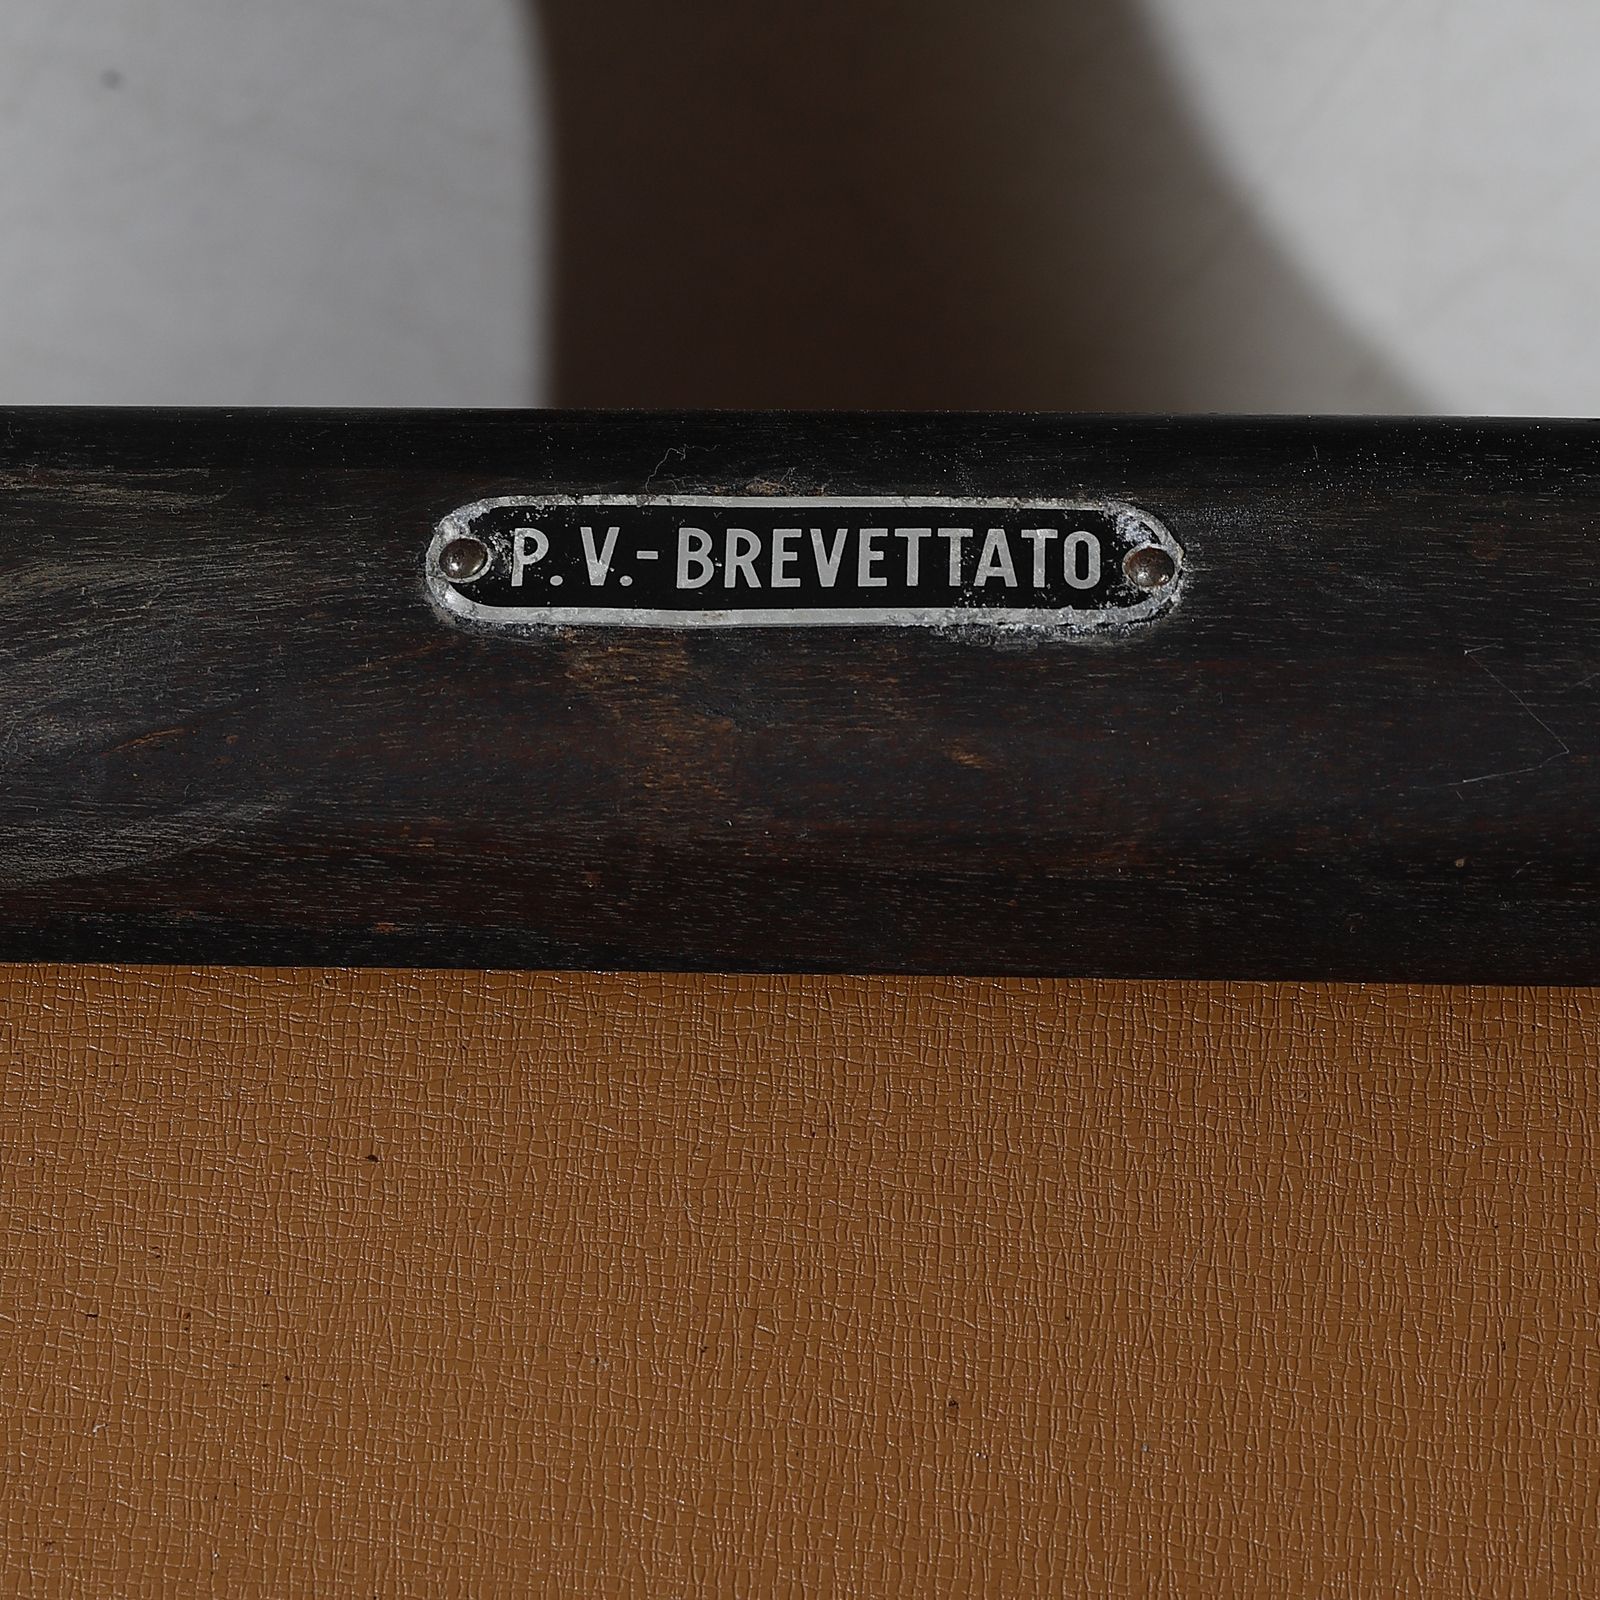 P. V.- BREVETTATO